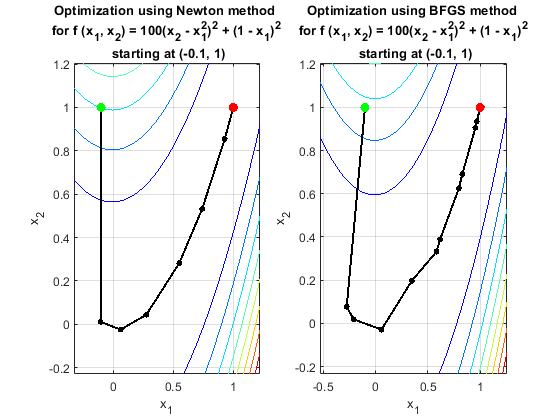 Optimization using Newton method
for f (x₁, x₂) = 100(x₂ - x₁²)² + (1 - x₁)²
starting at (-0.1, 1)
1.2
1
0.8
0.6
0.4
0.2
0
-0.2
x₂
0 0.5 1
x₁
Optimization using BFGS method
for f (x₁, x₂) = 100(x₂ - x₁²)² + (1 - x₁)²
starting at (-0.1, 1)
1.2
1
0.8
0.6
0.4
0.2
0
-0.2
x₂
-0.5 0 0.5 1
x₁